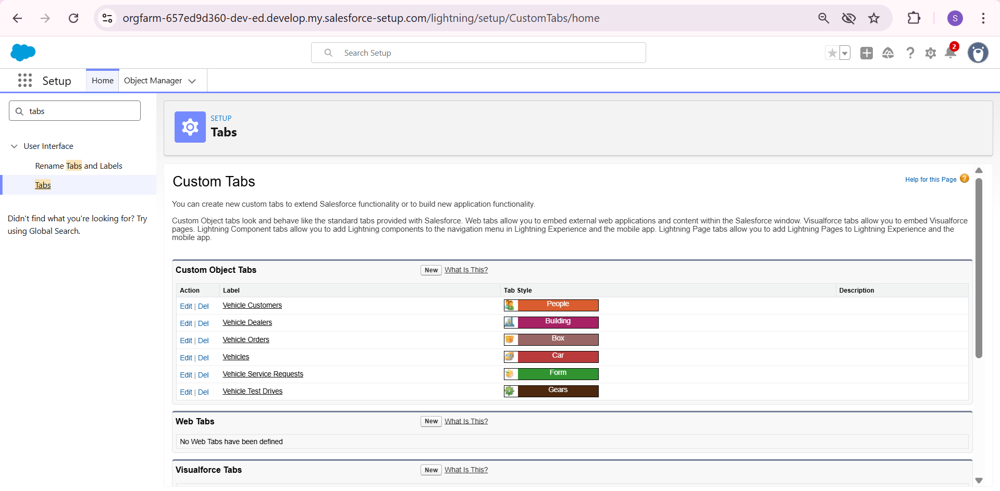 orgfarm-657ed9d360-dev-ed.develop.my.salesforce-setup.com/lightning/setup/CustomTabs/home
S
Search Setup
2
Setup
Home
Object Manager
tabs
User Interface
Rename Tabs and Labels
Tabs
Didn't find what you're looking for? Try
using Global Search.
SETUP
Tabs
Custom Tabs
Help for this Page
You can create new custom tabs to extend Salesforce functionality or to build new application functionality.
Custom Object tabs look and behave like the standard tabs provided with Salesforce. Web tabs allow you to embed external web applications and content within the Salesforce window. Visualforce tabs allow you to embed Visualforce
pages. Lightning Component tabs allow you to add Lightning components to the navigation menu in Lightning Experience and the mobile app. Lightning Page tabs allow you to add Lightning Pages to Lightning Experience and the
mobile app.
Custom Object Tabs New What Is This?
Action Label Tab Style Description
Edit | Del Vehicle Customers People
Edit | Del Vehicle Dealers Building
Edit | Del Vehicle Orders Box
Edit | Del Vehicles Car
Edit | Del Vehicle Service Requests Form
Edit | Del Vehicle Test Drives Gears
Web Tabs New What Is This?
No Web Tabs have been defined
Visualforce Tabs New What Is This?